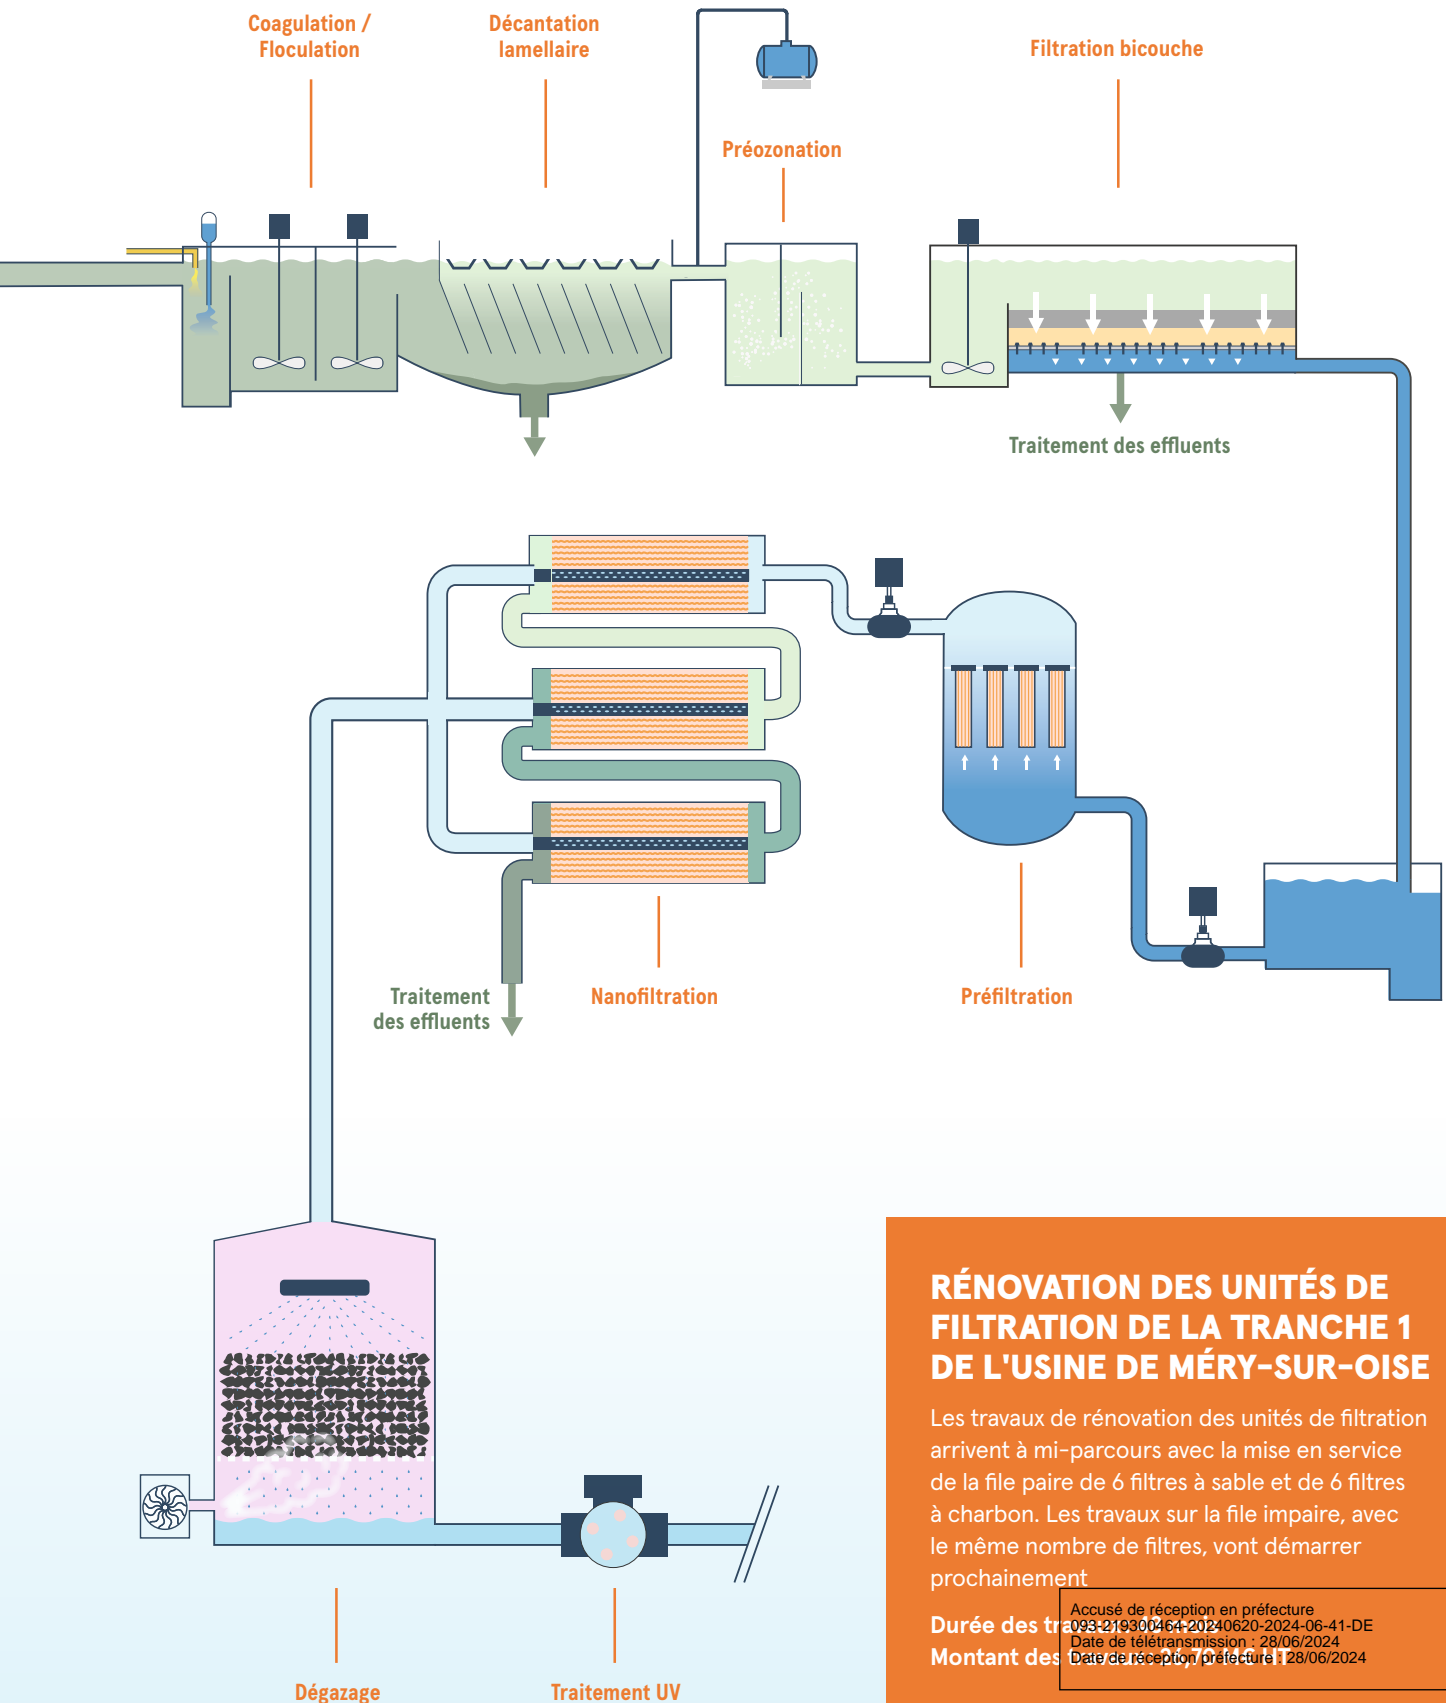 Coagulation /
Floculation
Décantation
lamellaire
Filtration bicouche
Préozonation
Traitement des effluents
Traitement
des effluents
Nanofiltration
Préfiltration
RÉNOVATION DES UNITÉS DE
FILTRATION DE LA TRANCHE 1
DE L'USINE DE MÉRY-SUR-OISE
Les travaux de rénovation des unités de filtration
arrivent à mi-parcours avec la mise en service
de la file paire de 6 filtres à sable et de 6 filtres
à charbon. Les travaux sur la file impaire, avec
le même nombre de filtres, vont démarrer
prochainement
Durée des travaux : mois
Montant des travaux : M€ HT
Accusé de réception en préfecture
093-219300464-20240620-2024-06-41-DE
Date de télétransmission : 28/06/2024
Date de réception préfecture : 28/06/2024
Dégazage
Traitement UV